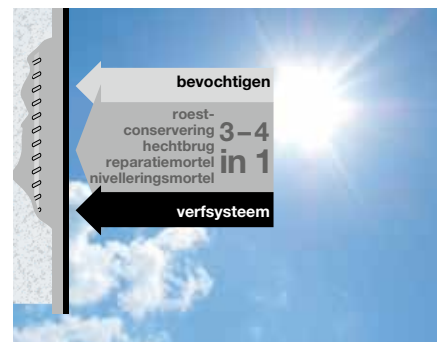 bevochtigen
roest-
conservering
hechtbrug
reparatiemortel
nivelleringsmortel
3–4
in 1
verfsysteem